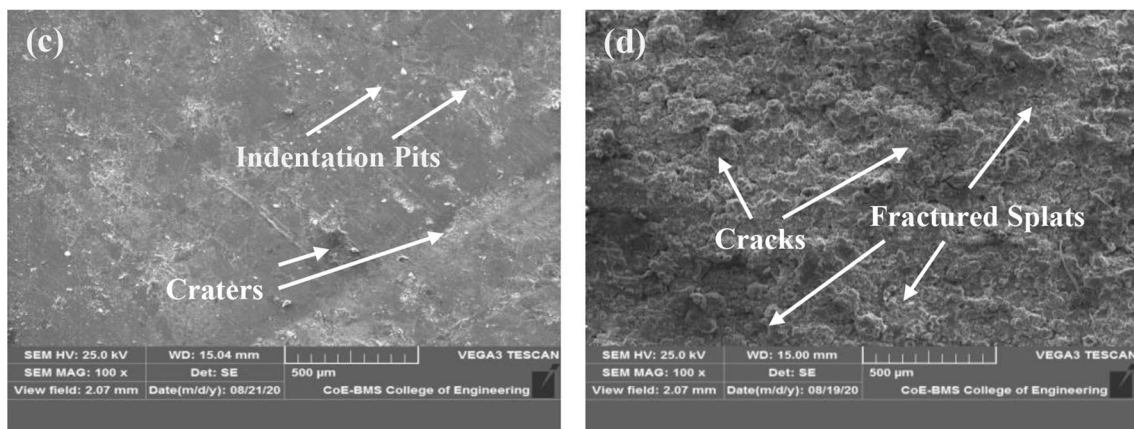 (c)
Indentation Pits
Craters
SEM HV: 25.0 kV WD: 15.04 mm VEGA3 TESCAN
SEM MAG: 100 x Det: SE 500 µm
View field: 2.07 mm Date(m/d/y): 08/21/20 CoE-BMS College of Engineering
(d)
Cracks
Fractured Splats
SEM HV: 25.0 kV WD: 15.00 mm VEGA3 TESCAN
SEM MAG: 100 x Det: SE 500 µm
View field: 2.07 mm Date(m/d/y): 08/19/20 CoE-BMS College of Engineering